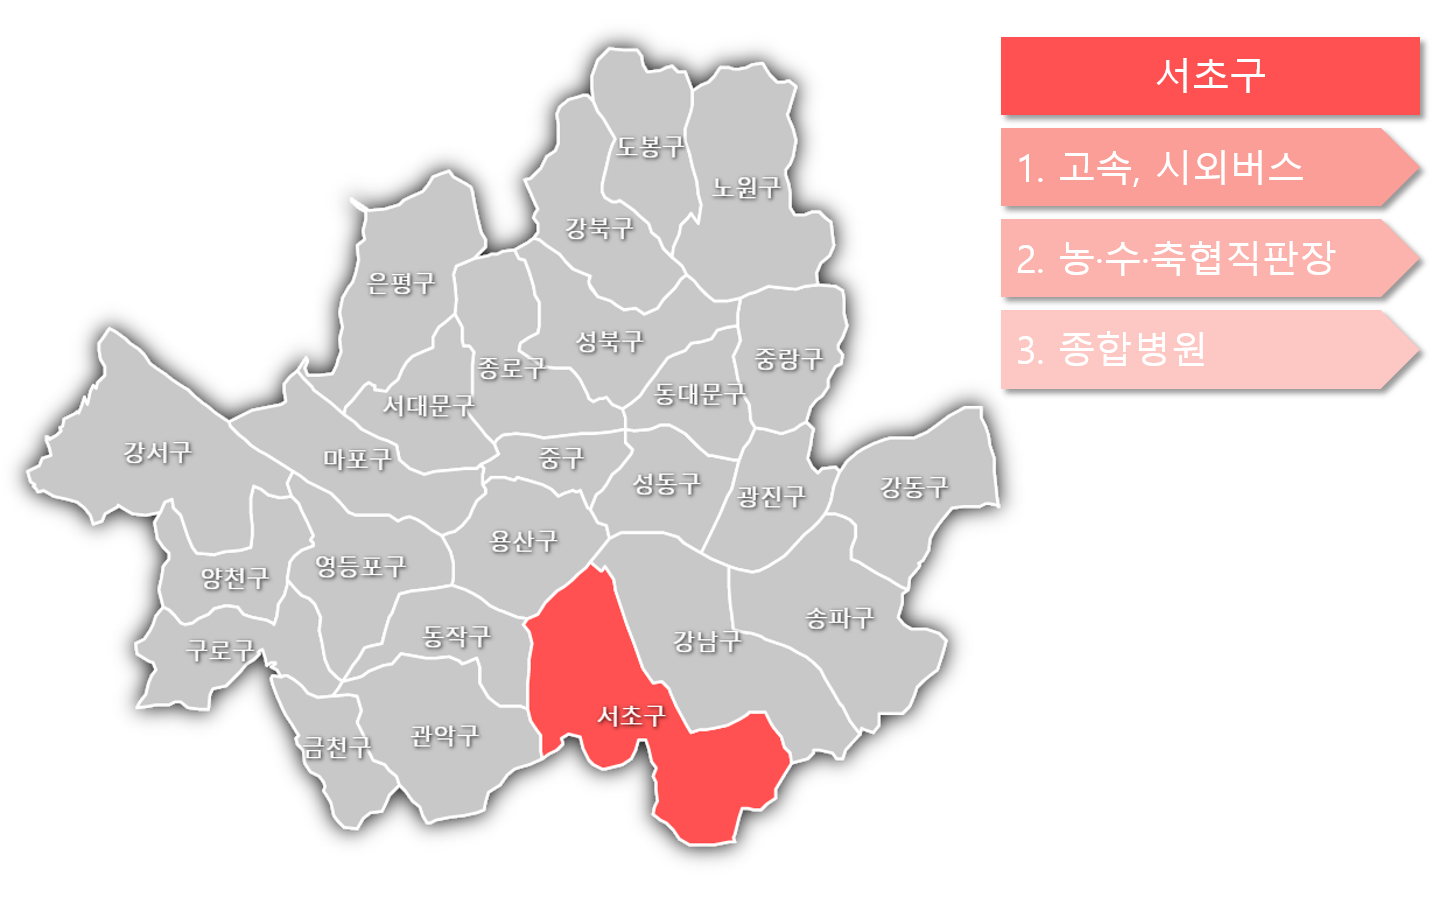 서초구
1. 고속, 시외버스
2. 농·수·축협직판장
3. 종합병원
도봉구
노원구
강북구
은평구
성북구
중랑구
종로구
동대문구
서대문구
강서구
마포구
중구
성동구
광진구
강동구
용산구
영등포구
양천구
송파구
동작구
강남구
구로구
서초구
관악구
금천구